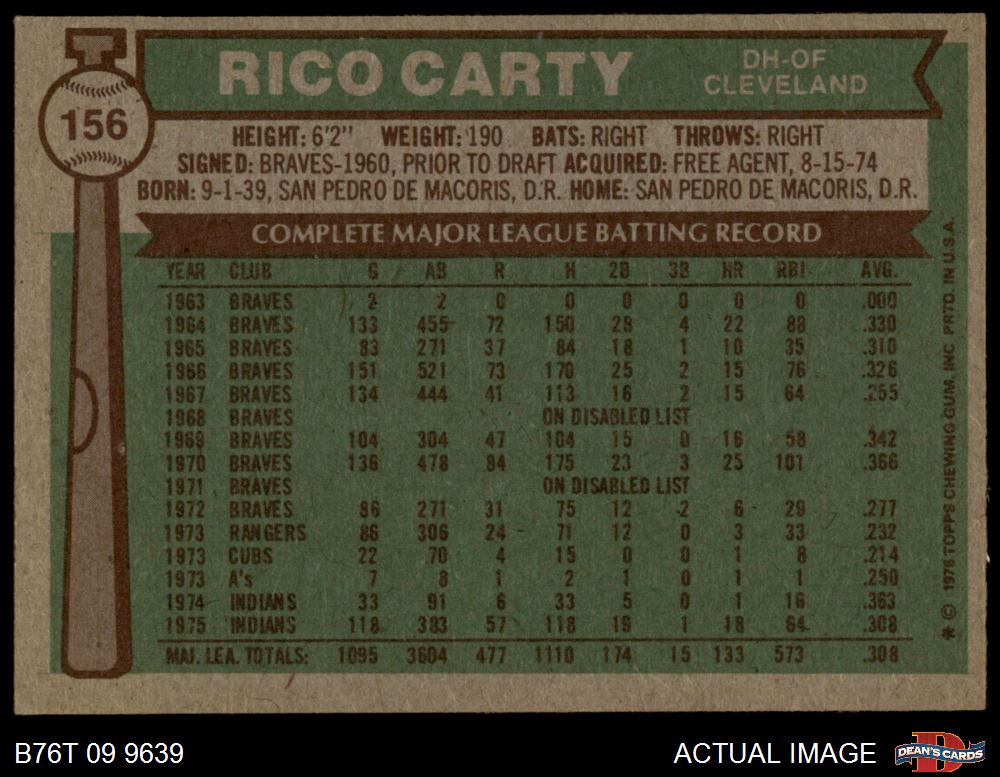 RICO CARTY
DH-OF
CLEVELAND
156
HEIGHT: 6'2" WEIGHT: 190 BATS: RIGHT THROWS: RIGHT
SIGNED: BRAVES-1960, PRIOR TO DRAFT ACQUIRED: FREE AGENT, 8-15-74
BORN: 9-1-39, SAN PEDRO DE MACORIS, D.R. HOME: SAN PEDRO DE MACORIS, D.R.
COMPLETE MAJOR LEAGUE BATTING RECORD
YEAR CLUB G AB R H 2B 3B HR RBI AVG.
1963 BRAVES 2 2 0 0 0 0 0 0 .000
1964 BRAVES 133 455 72 150 28 4 22 88 .330
1965 BRAVES 83 271 37 84 18 1 10 35 .310
1966 BRAVES 151 521 73 170 25 2 15 76 .326
1967 BRAVES 134 444 41 113 16 2 15 64 .255
1968 BRAVES ON DISABLED LIST
1969 BRAVES 104 304 47 104 15 0 16 58 .342
1970 BRAVES 136 478 84 175 23 3 25 101 .366
1971 BRAVES ON DISABLED LIST
1972 BRAVES 86 271 31 75 12 2 6 29 .277
1973 RANGERS 86 306 24 71 12 0 3 33 .232
1973 CUBS 22 70 4 15 0 0 1 8 .214
1973 A's 7 8 1 2 1 0 1 1 .250
1974 INDIANS 33 91 6 33 5 0 1 16 .363
1975 INDIANS 118 383 57 118 19 1 18 64 .308
MAJ. LEA. TOTALS: 1095 3604 477 1110 174 15 133 573 .308
* © 1976 TOPPS CHEWING GUM, INC PRTD. IN U.S.A.
B76T 09 9639
ACTUAL IMAGE
DEAN'S CARDS